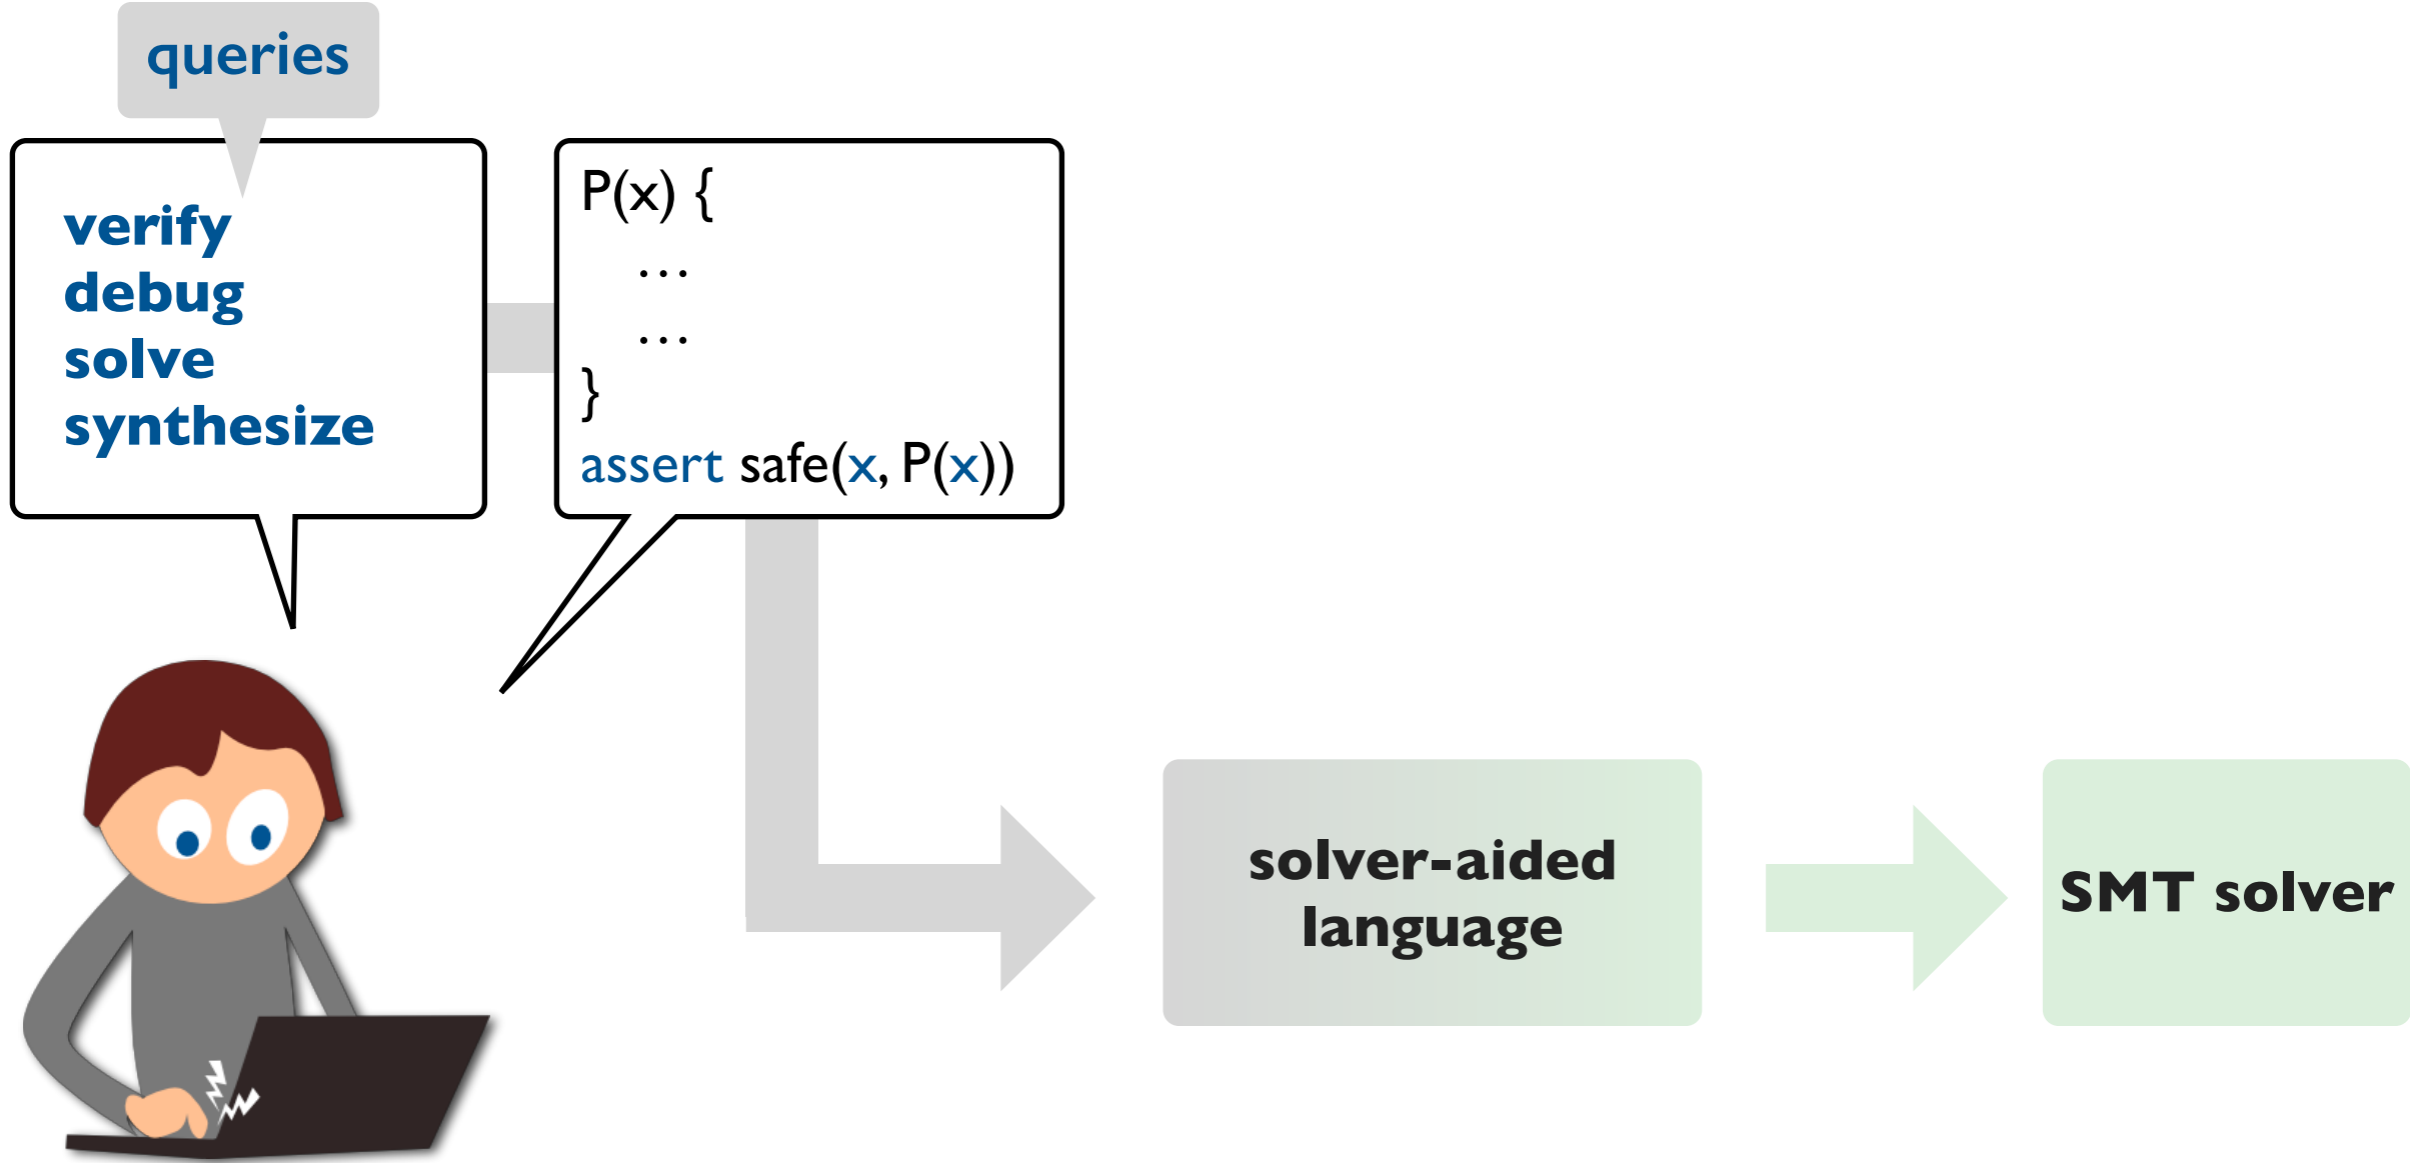 queries
verify
debug
solve
synthesize
P(x) {
…
…
}
assert safe(x, P(x))
solver-aided
language
SMT solver